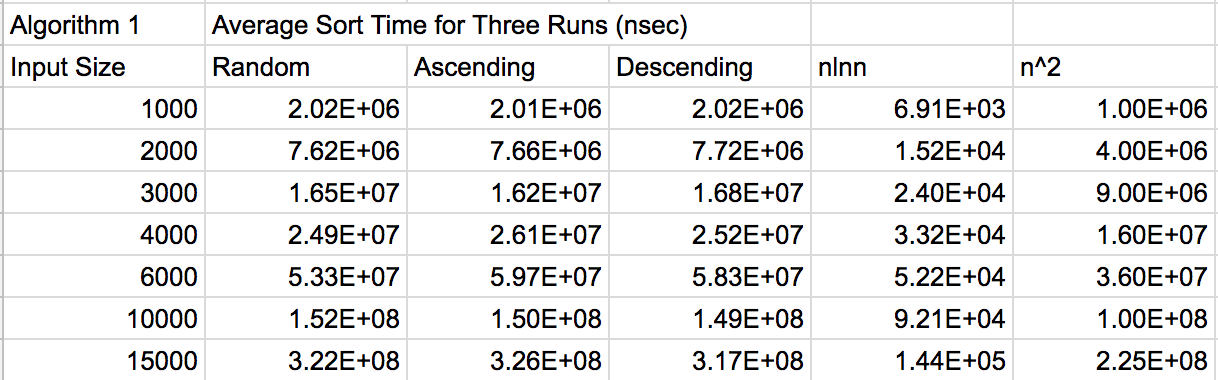 Algorithm 1 Average Sort Time for Three Runs (nsec)
Input Size Random Ascending Descending nlnn n^2
1000 2.02E+06 2.01E+06 2.02E+06 6.91E+03 1.00E+06
2000 7.62E+06 7.66E+06 7.72E+06 1.52E+04 4.00E+06
3000 1.65E+07 1.62E+07 1.68E+07 2.40E+04 9.00E+06
4000 2.49E+07 2.61E+07 2.52E+07 3.32E+04 1.60E+07
6000 5.33E+07 5.97E+07 5.83E+07 5.22E+04 3.60E+07
10000 1.52E+08 1.50E+08 1.49E+08 9.21E+04 1.00E+08
15000 3.22E+08 3.26E+08 3.17E+08 1.44E+05 2.25E+08